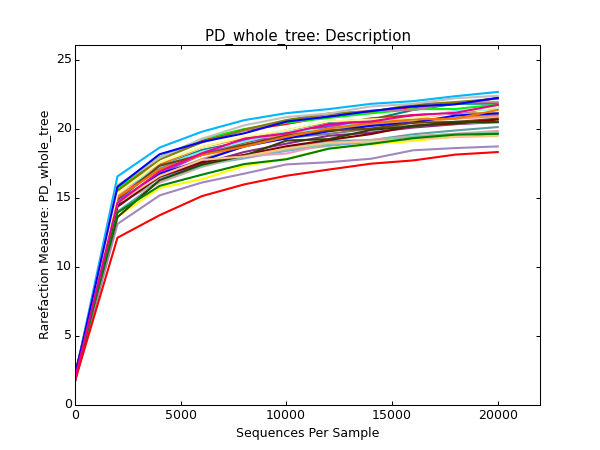 PD_whole_tree: Description
25
20
15
10
5
0
Rarefaction Measure: PD_whole_tree
0 5000 10000 15000 20000
Sequences Per Sample